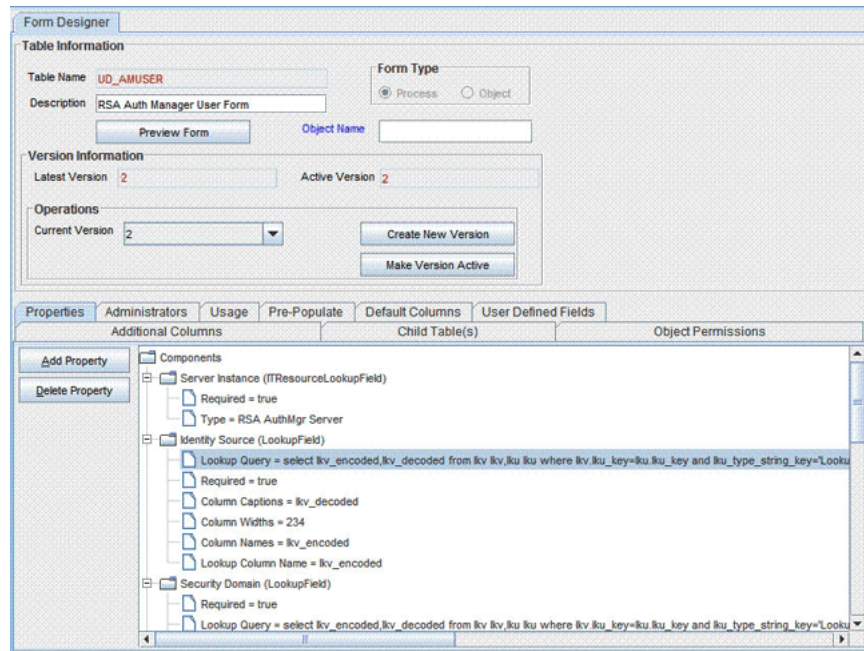 Form Designer
Table Information
Table Name UD_AMUSER
Form Type
Process Object
Description RSA Auth Manager User Form
Preview Form
Object Name
Version Information
Latest Version 2
Active Version 2
Operations
Current Version 2
Create New Version
Make Version Active
Properties Administrators Usage Pre-Populate Default Columns User Defined Fields
Additional Columns Child Table(s) Object Permissions
Add Property
Delete Property
Components
Server Instance (ITResourceLookupField)
Required = true
Type = RSA AuthMgr Server
Identity Source (LookupField)
Lookup Query = select lkv_encoded,lkv_decoded from lkv lkv,lku lku where lkv.lku_key=lku.lku_key and lku_type_string_key='Looku
Required = true
Column Captions = lkv_decoded
Column Widths = 234
Column Names = lkv_encoded
Lookup Column Name = lkv_encoded
Security Domain (LookupField)
Required = true
Lookup Query = select lkv_encoded,lkv_decoded from lkv lkv,lku lku where lkv.lku_key=lku.lku_key and lku_type_string_key='Looku